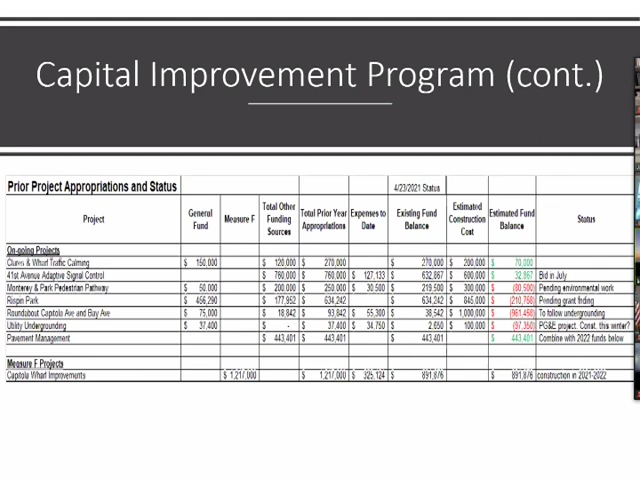 Capital Improvement Program (cont.)
Prior Project Appropriations and Status 4/23/2021 Status
Project General Fund Measure F Total Other Funding Sources Total Prior Year Appropriations Expenses to Date Existing Fund Balance Estimated Construction Cost Estimated Fund Balance Status
On-going Projects
Clares & Wharf Traffic Calming $ 150,000 $ 120,000 $ 270,000 $ 270,000 $ 200,000 $ 70,000
41st Avenue Adaptive Signal Control $ 760,000 $ 760,000 $ 127,133 $ 632,867 $ 600,000 $ 32,867 Bid in July
Monterey & Park Pedestrian Pathway $ 50,000 $ 200,000 $ 250,000 $ 30,500 $ 219,500 $ 300,000 $ (80,500) Pending environmental work
Rispin Park $ 456,290 $ 177,952 $ 634,242 $ 634,242 $ 845,000 $ (210,758) Pending grant fnding
Roundabout Capitola Ave and Bay Ave $ 75,000 $ 18,842 $ 93,842 $ 55,300 $ 38,542 $ 1,000,000 $ (961,458) To follow undergrounding
Utility Undergrounding $ 37,400 $ - $ 37,400 $ 34,750 $ 2,650 $ 100,000 $ (97,350) PG&E project. Const. this winter?
Pavement Management $ 443,401 $ 443,401 $ 443,401 $ 443,401 Combine with 2022 funds below
Measure F Projects
Capitola Wharf Improvements $ 1,217,000 $ 1,217,000 $ 325,124 $ 891,876 $ 891,876 construction in 2021-2022